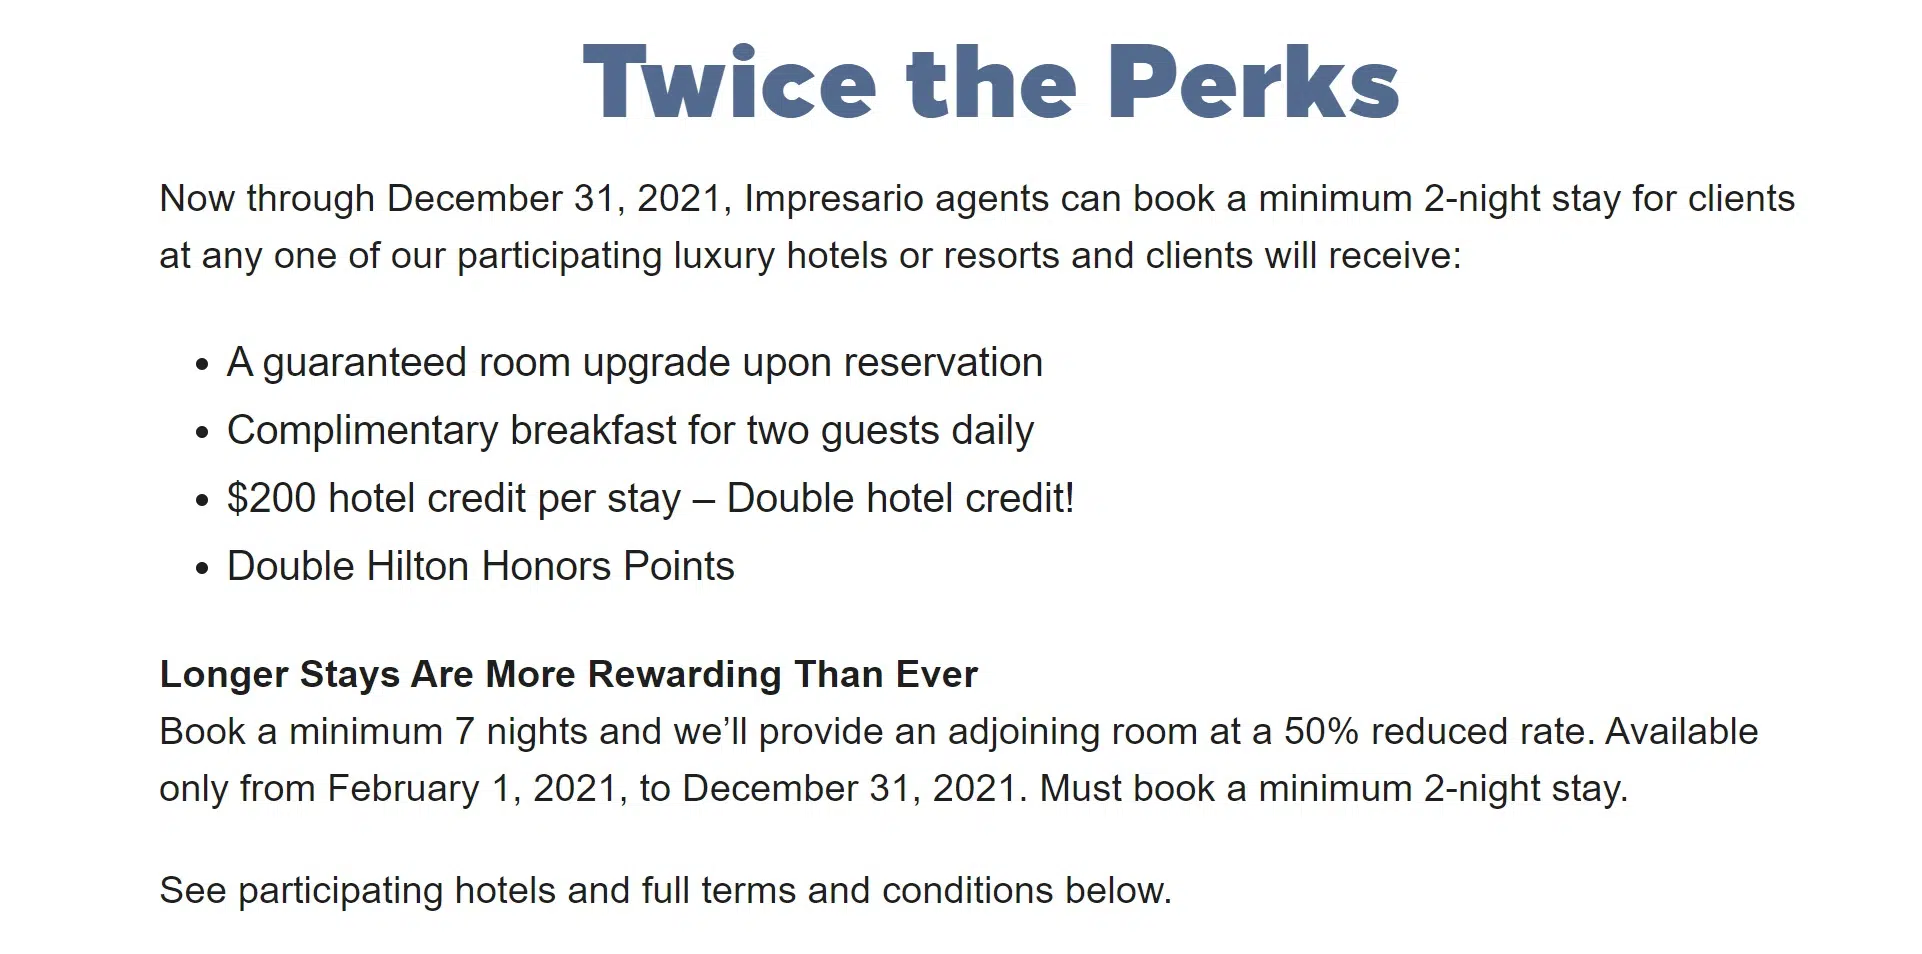 Twice the Perks
Now through December 31, 2021, Impresario agents can book a minimum 2-night stay for clients
at any one of our participating luxury hotels or resorts and clients will receive:
• A guaranteed room upgrade upon reservation
• Complimentary breakfast for two guests daily
• $200 hotel credit per stay – Double hotel credit!
• Double Hilton Honors Points
Longer Stays Are More Rewarding Than Ever
Book a minimum 7 nights and we’ll provide an adjoining room at a 50% reduced rate. Available
only from February 1, 2021, to December 31, 2021. Must book a minimum 2-night stay.
See participating hotels and full terms and conditions below.